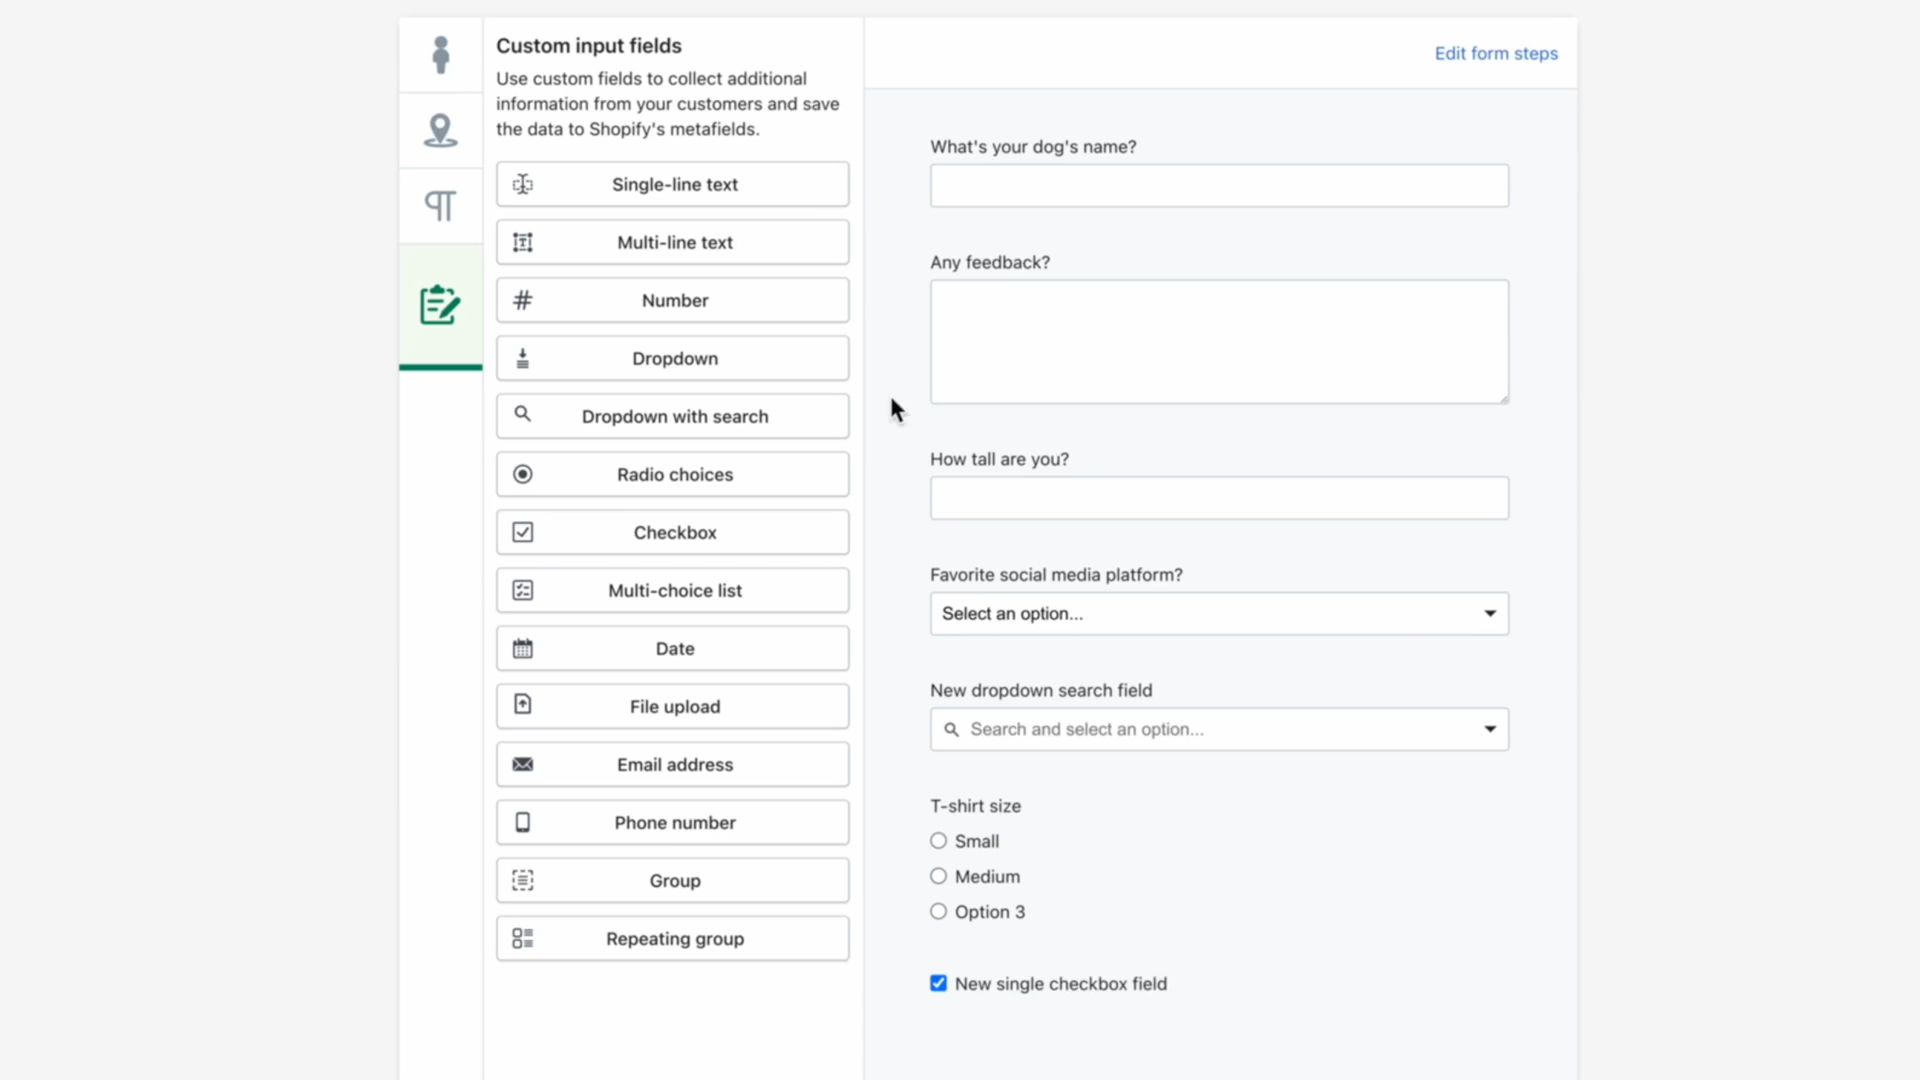 Custom input fields
Use custom fields to collect additional
information from your customers and save
the data to Shopify's metafields.
Single-line text
Multi-line text
Number
Dropdown
Dropdown with search
Radio choices
Checkbox
Multi-choice list
Date
File upload
Email address
Phone number
Group
Repeating group
Edit form steps
What's your dog's name?
Any feedback?
How tall are you?
Favorite social media platform?
Select an option...
New dropdown search field
Search and select an option...
T-shirt size
Small
Medium
Option 3
New single checkbox field